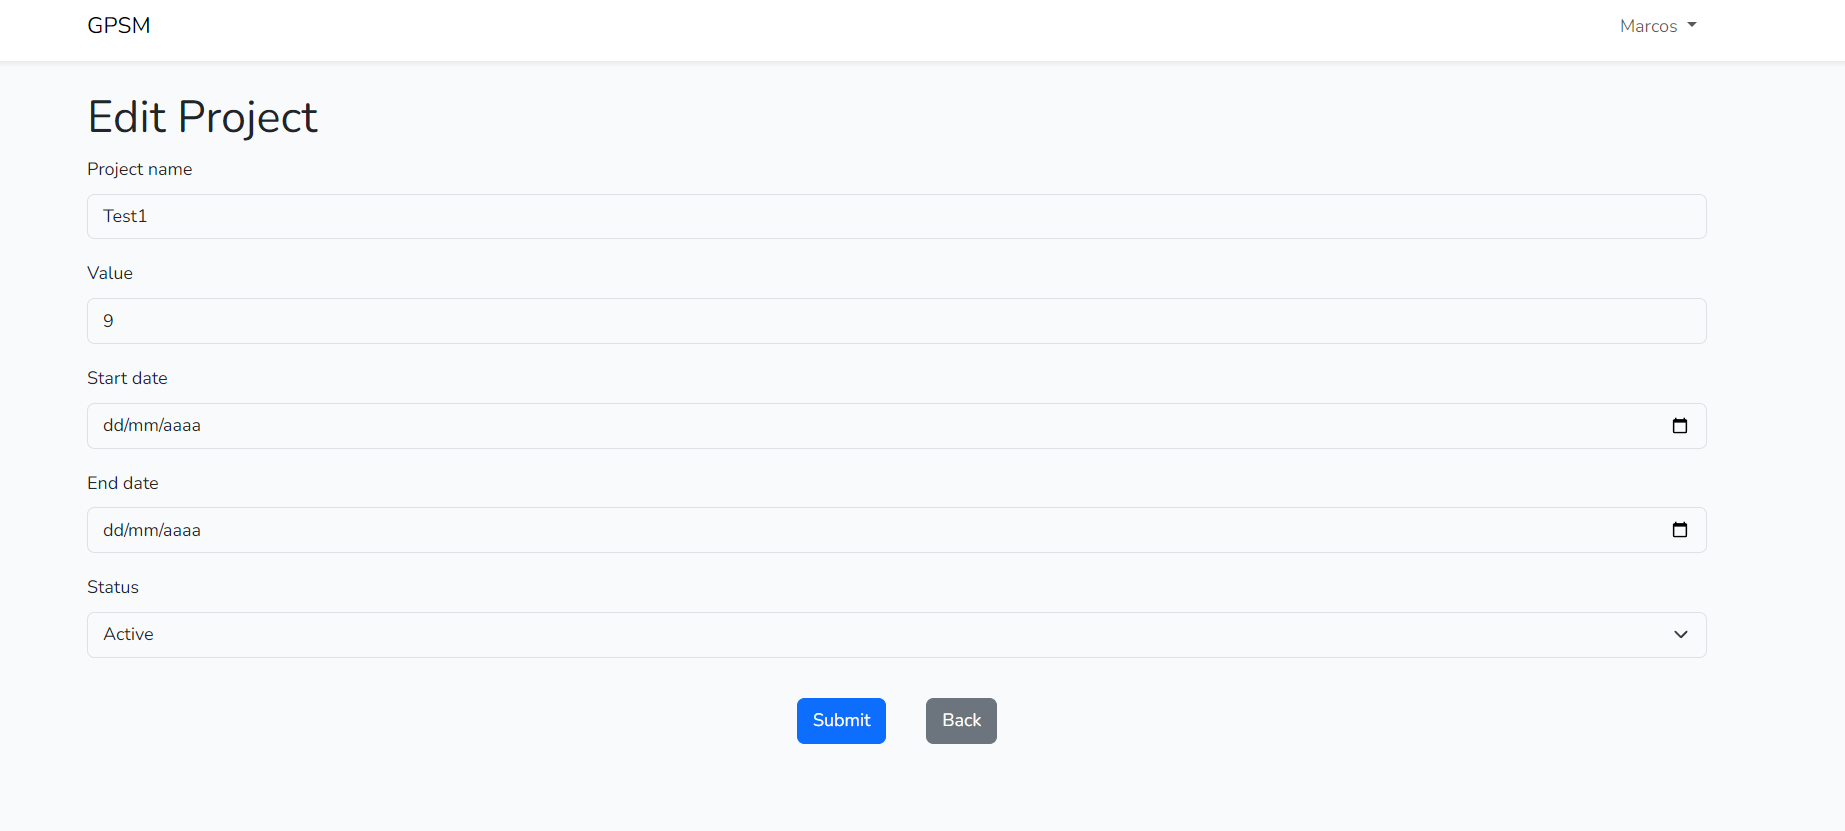 GPSM
Marcos
Edit Project
Project name
Test1
Value
9
Start date
dd/mm/aaaa
End date
dd/mm/aaaa
Status
Active
Submit
Back